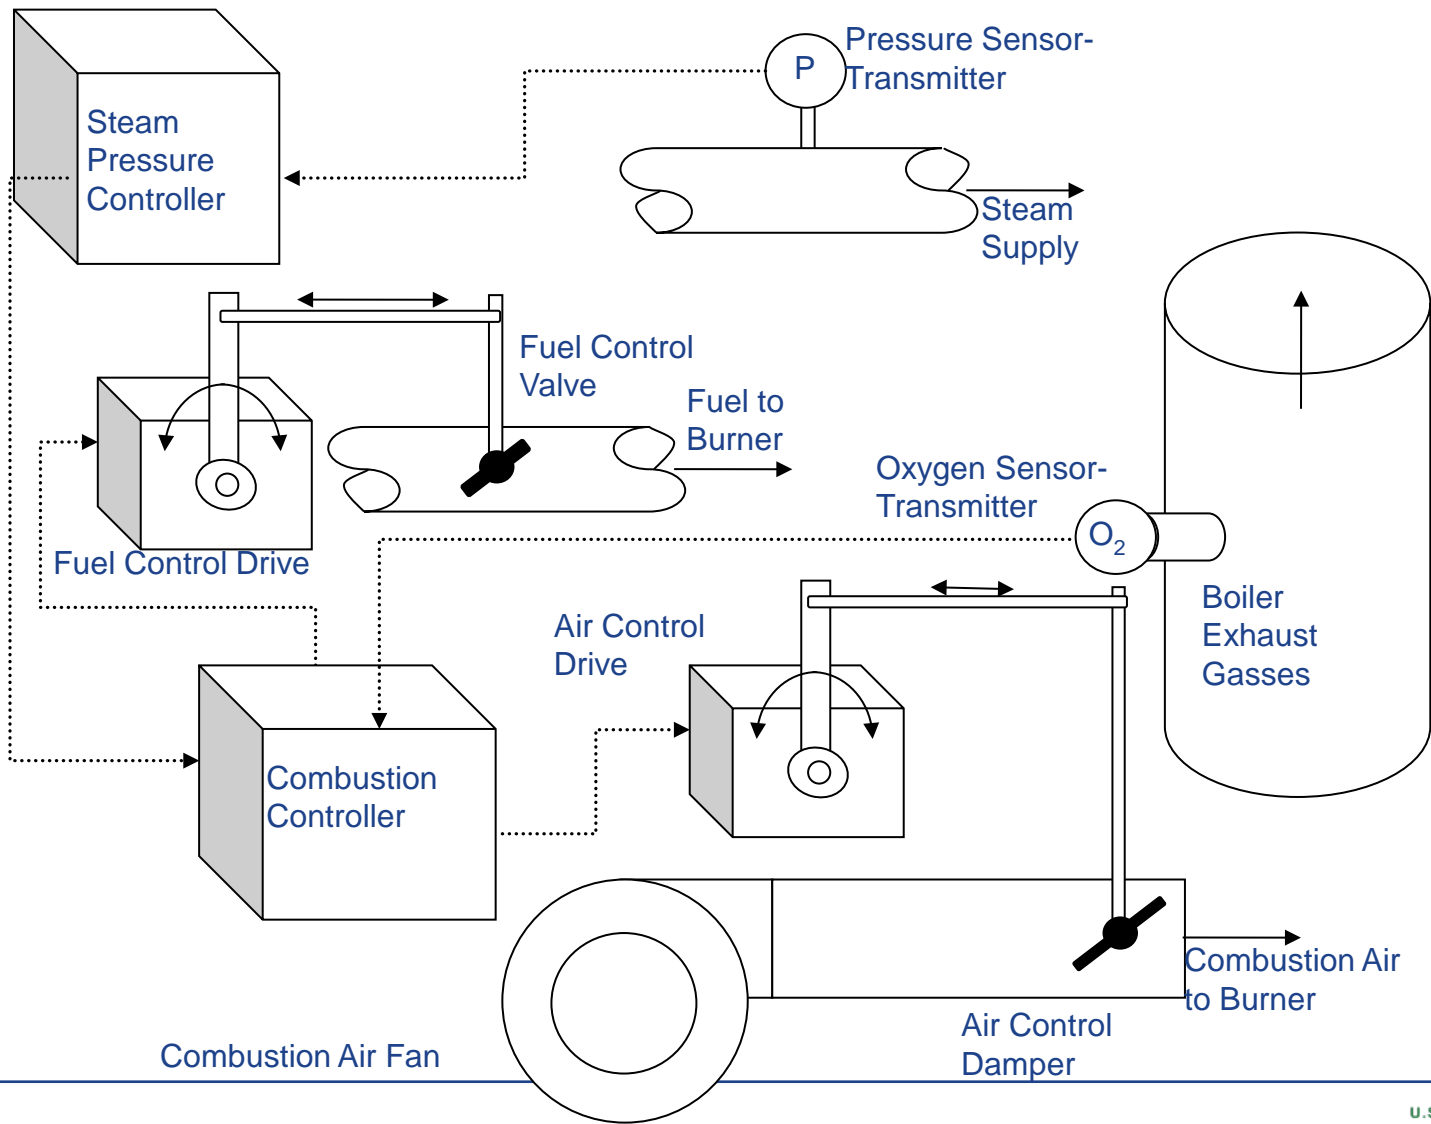 Pressure Sensor-
Transmitter
P
Steam
Pressure
Controller
Steam
Supply
Fuel Control
Valve
Fuel to
Burner
Oxygen Sensor-
Transmitter
O2
Fuel Control Drive
Boiler
Exhaust
Gasses
Air Control
Drive
Combustion
Controller
Combustion Air
to Burner
Air Control
Damper
Combustion Air Fan
U.S